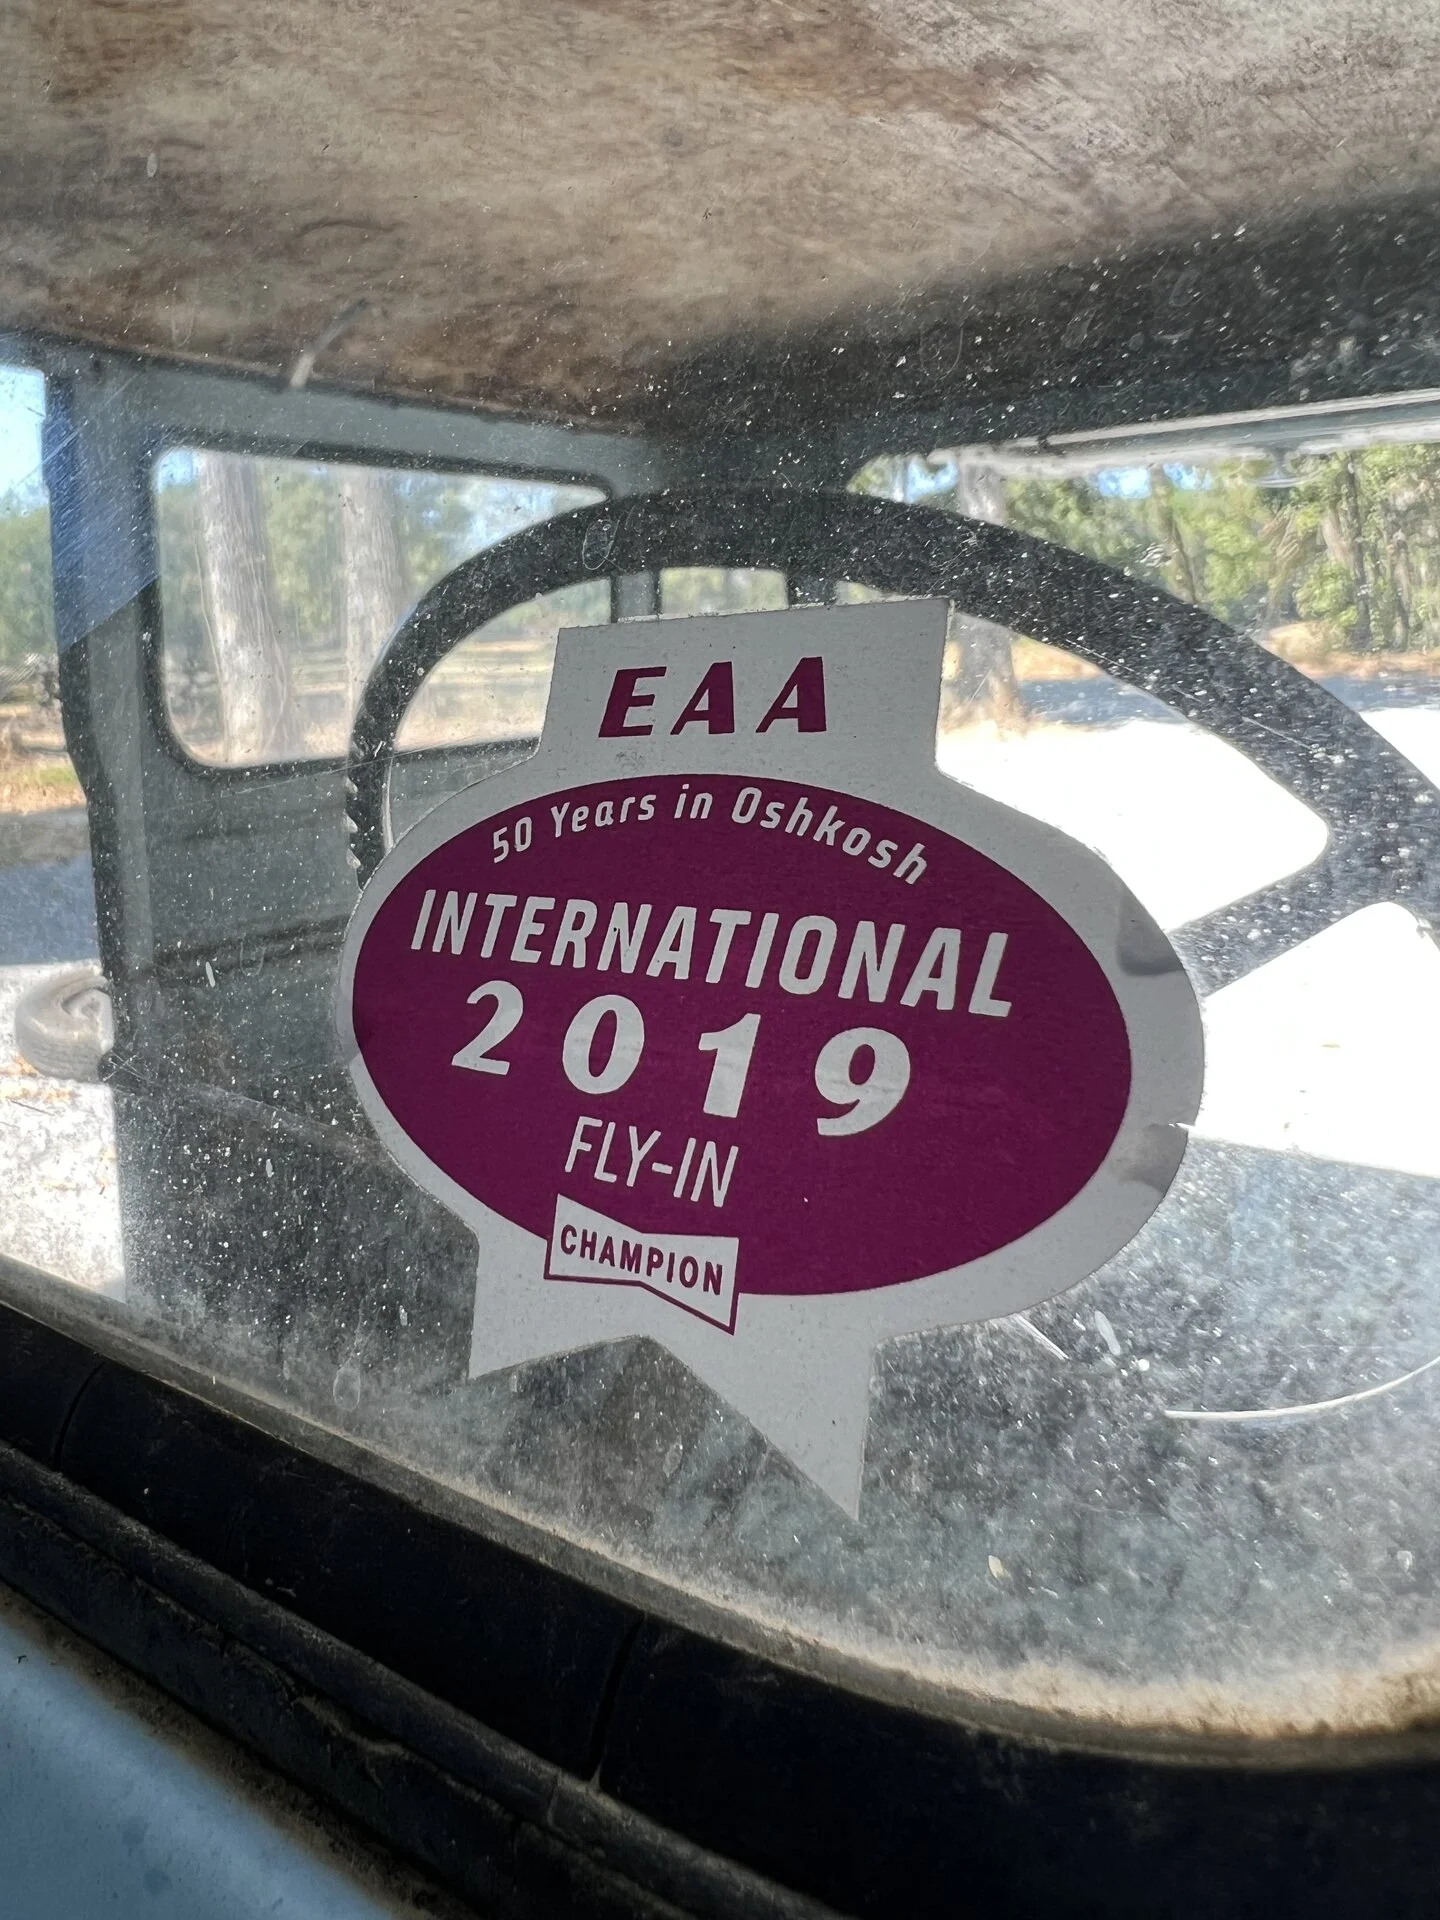 EAA
50 Years in Oshkosh
INTERNATIONAL
2019
FLY-IN
CHAMPION